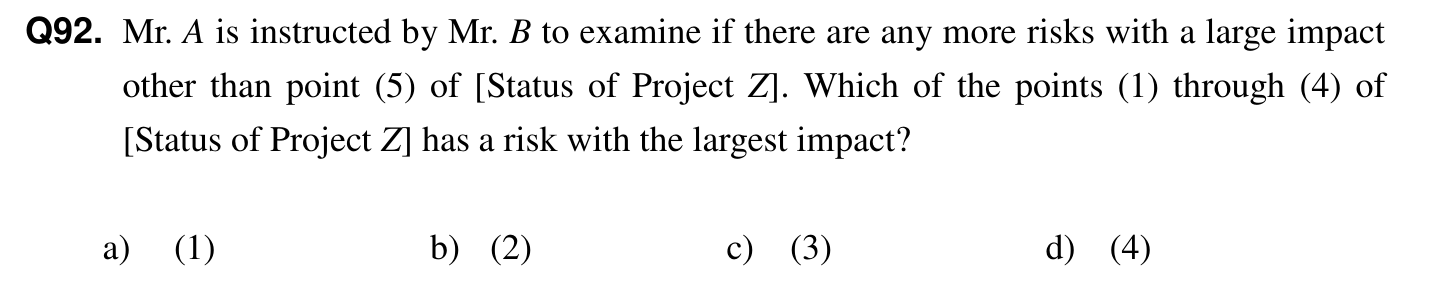 Q92. Mr. A is instructed by Mr. B to examine if there are any more risks with a large impact
other than point (5) of [Status of Project Z]. Which of the points (1) through (4) of
[Status of Project Z] has a risk with the largest impact?
a) (1) b) (2) c) (3) d) (4)